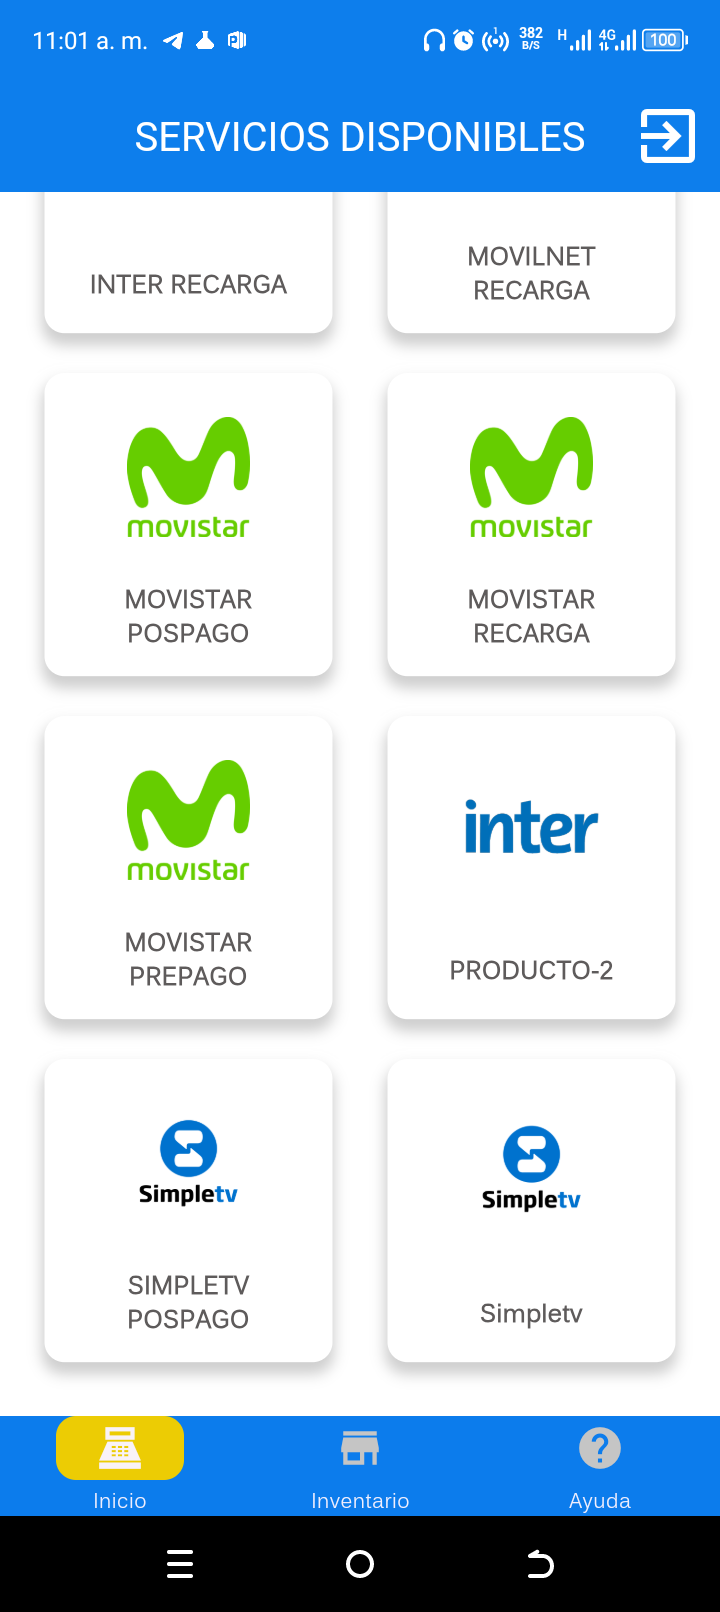 11:01 a. m.
382
B/S
H
4G
100
SERVICIOS DISPONIBLES
INTER RECARGA
MOVILNET
RECARGA
movistar
movistar
MOVISTAR
POSPAGO
MOVISTAR
RECARGA
movistar
inter
MOVISTAR
PREPAGO
PRODUCTO-2
Simpletv
Simpletv
SIMPLETV
POSPAGO
Simpletv
Inicio
Inventario
Ayuda